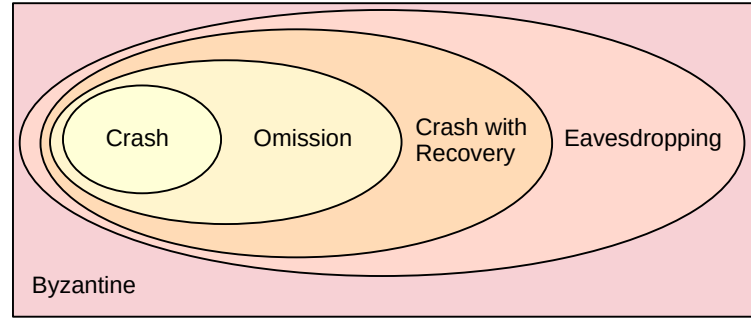 Crash
Omission
Crash with
Recovery
Eavesdropping
Byzantine